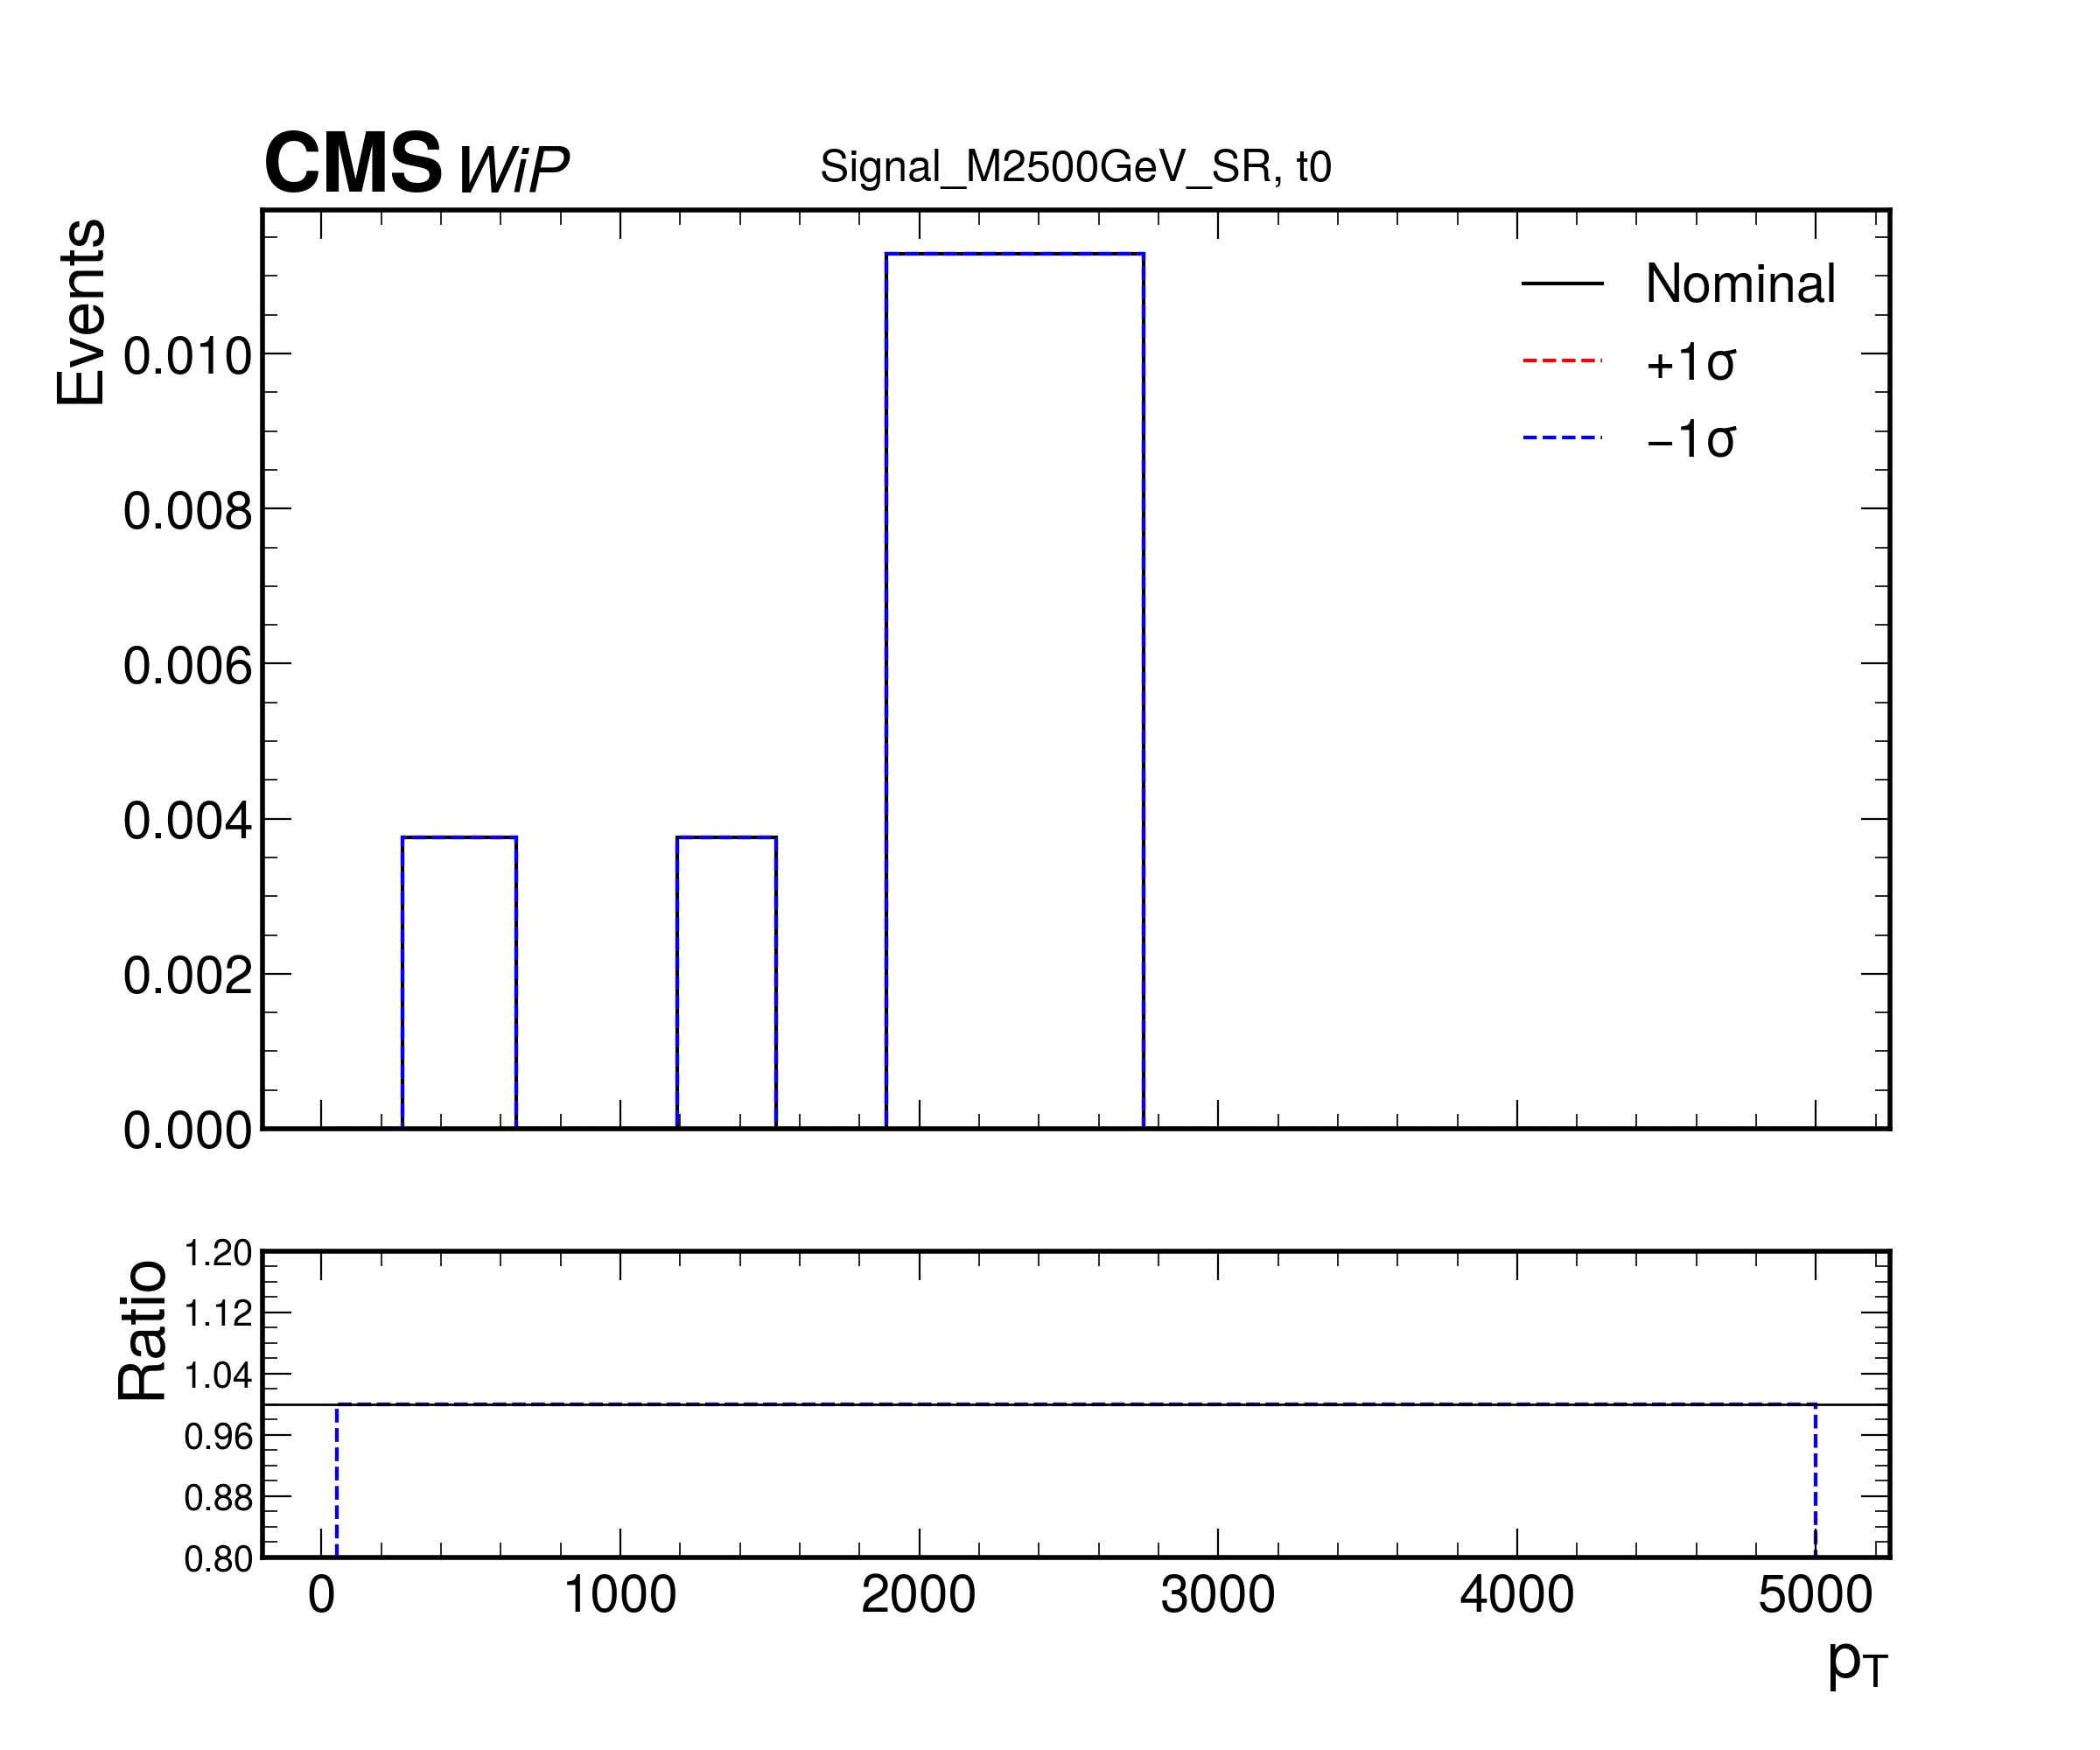 CMS WiP Signal_M2500GeV_SR, t0
Events
0.010
0.008
0.006
0.004
0.002
0.000
Nominal
+1σ
−1σ
Ratio
1.20
1.12
1.04
0.96
0.88
0.80
0 1000 2000 3000 4000 5000
pT